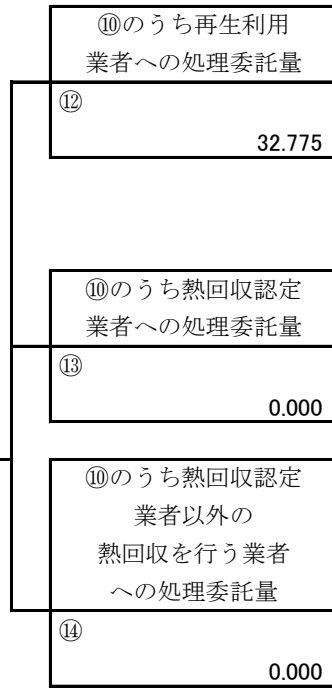 ⑩のうち再生利用
業者への処理委託量
⑫
32.775
⑩のうち熱回収認定
業者への処理委託量
⑬
0.000
⑩のうち熱回収認定
業者以外の
熱回収を行う業者
への処理委託量
⑭
0.000